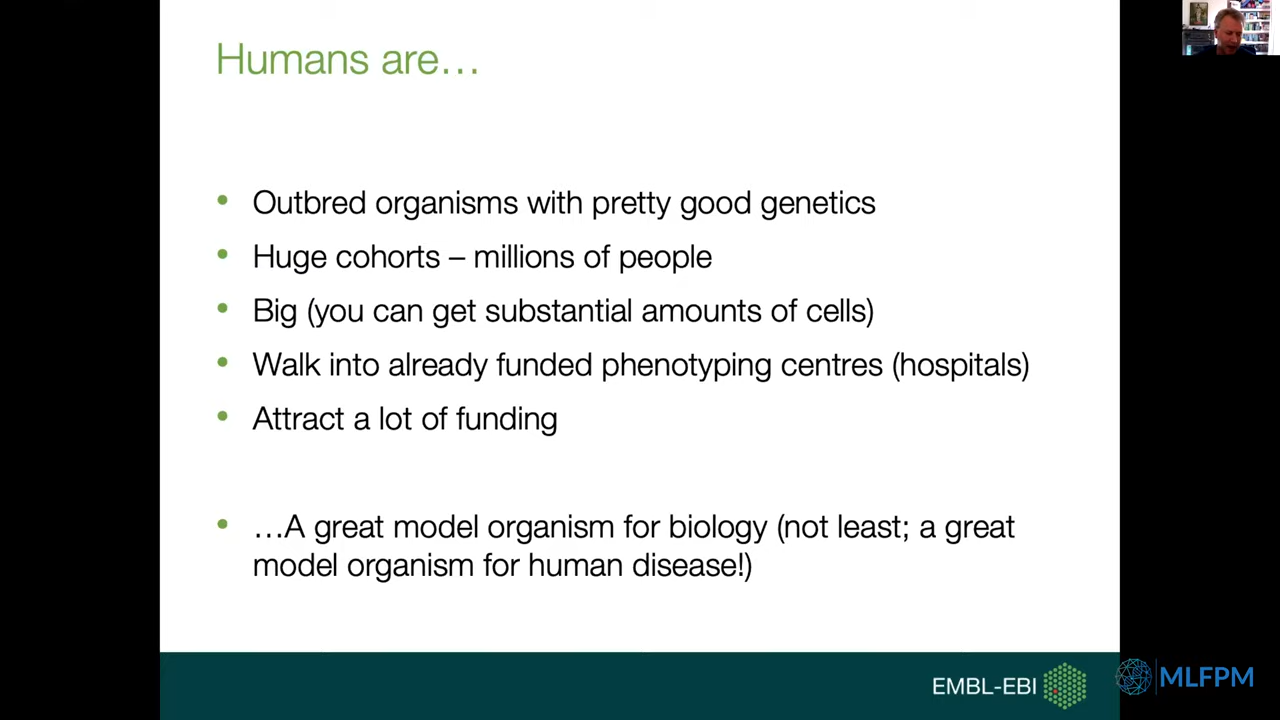 Humans are…
• Outbred organisms with pretty good genetics
• Huge cohorts – millions of people
• Big (you can get substantial amounts of cells)
• Walk into already funded phenotyping centres (hospitals)
• Attract a lot of funding
• …A great model organism for biology (not least; a great
model organism for human disease!)
EMBL-EBI
MLFPM